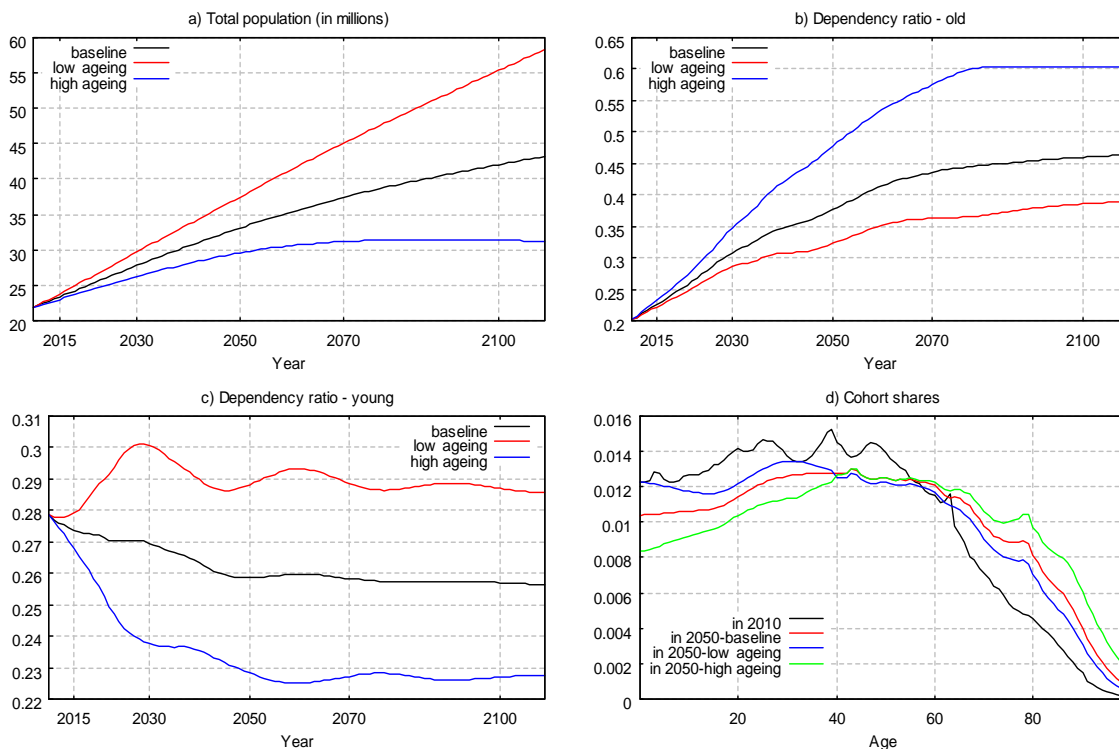 a) Total population (in millions)
60
55
50
45
40
35
30
25
20
baseline
low ageing
high ageing
2015 2030 2050 2070 2100
Year
b) Dependency ratio - old
0.65
0.6
0.55
0.5
0.45
0.4
0.35
0.3
0.25
0.2
baseline
low ageing
high ageing
2015 2030 2050 2070 2100
Year
c) Dependency ratio - young
0.31
0.3
0.29
0.28
0.27
0.26
0.25
0.24
0.23
0.22
baseline
low ageing
high ageing
2015 2030 2050 2070 2100
Year
d) Cohort shares
0.016
0.014
0.012
0.01
0.008
0.006
0.004
0.002
0
in 2010
in 2050-baseline
in 2050-low ageing
in 2050-high ageing
20 40 60 80
Age